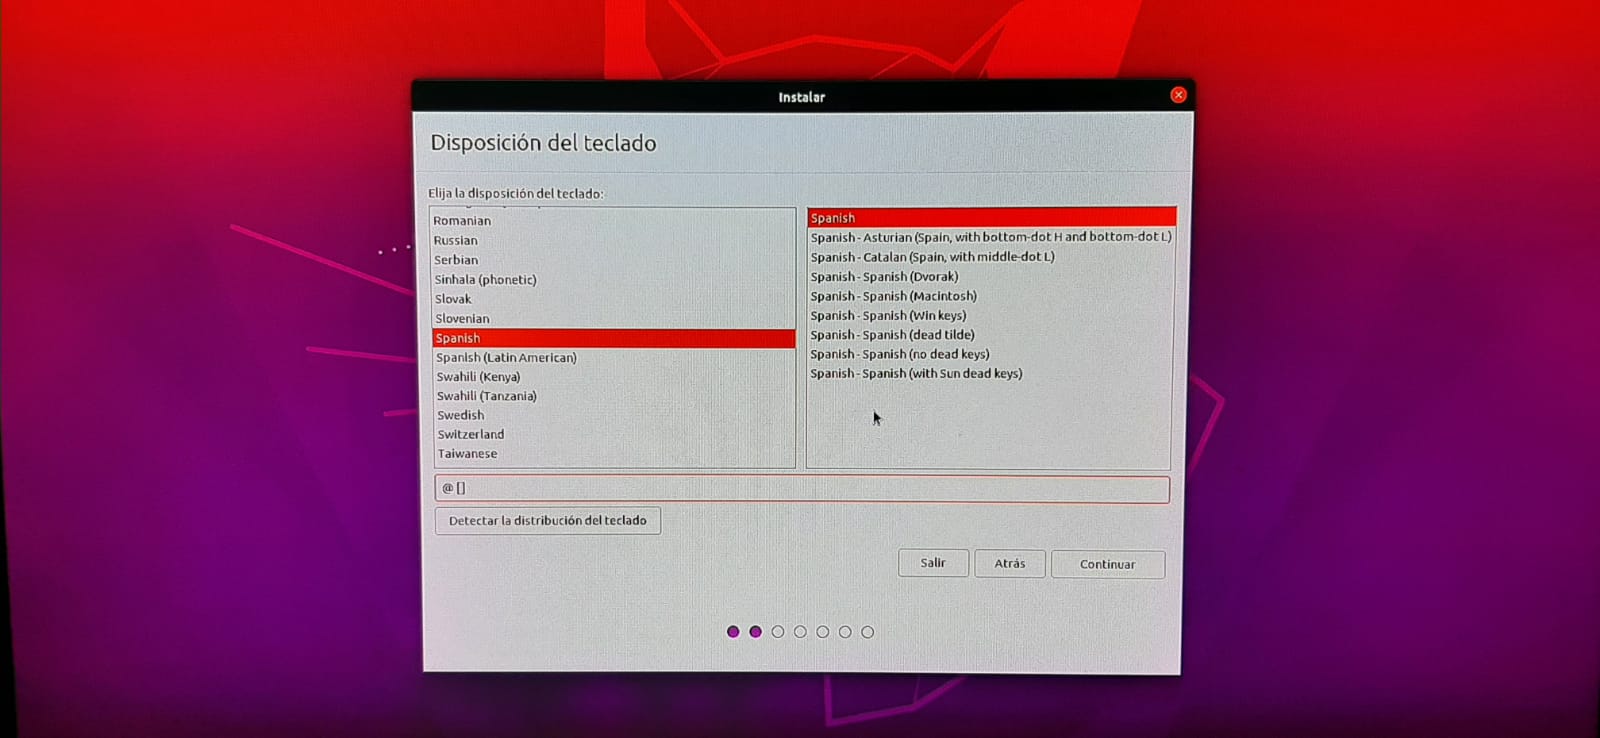 Instalar
Disposición del teclado
Elija la disposición del teclado:
Romanian
Russian
Serbian
Sinhala (phonetic)
Slovak
Slovenian
Spanish
Spanish (Latin American)
Swahili (Kenya)
Swahili (Tanzania)
Swedish
Switzerland
Taiwanese
Spanish
Spanish - Asturian (Spain, with bottom-dot H and bottom-dot L)
Spanish - Catalan (Spain, with middle-dot L)
Spanish - Spanish (Dvorak)
Spanish - Spanish (Macintosh)
Spanish - Spanish (Win keys)
Spanish - Spanish (dead tilde)
Spanish - Spanish (no dead keys)
Spanish - Spanish (with Sun dead keys)
@ []
Detectar la distribución del teclado
Salir
Atrás
Continuar